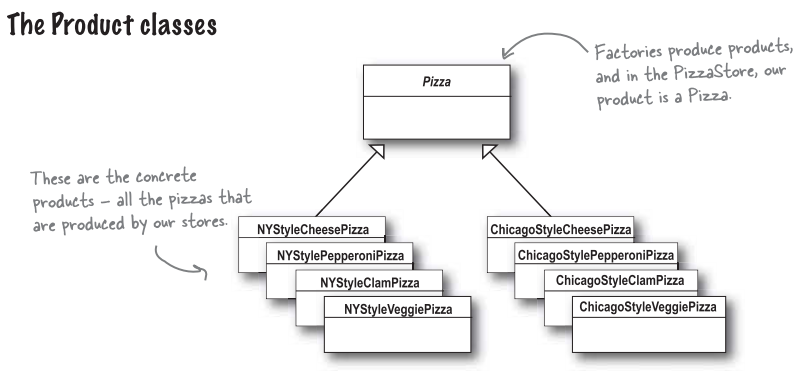 The Product classes
Factories produce products,
and in the PizzaStore, our
product is a Pizza.
Pizza
These are the concrete
products – all the pizzas that
are produced by our stores.
NYStyleCheesePizza
NYStylePepperoniPizza
NYStyleClamPizza
NYStyleVeggiePizza
ChicagoStyleCheesePizza
ChicagoStylePepperoniPizza
ChicagoStyleClamPizza
ChicagoStyleVeggiePizza